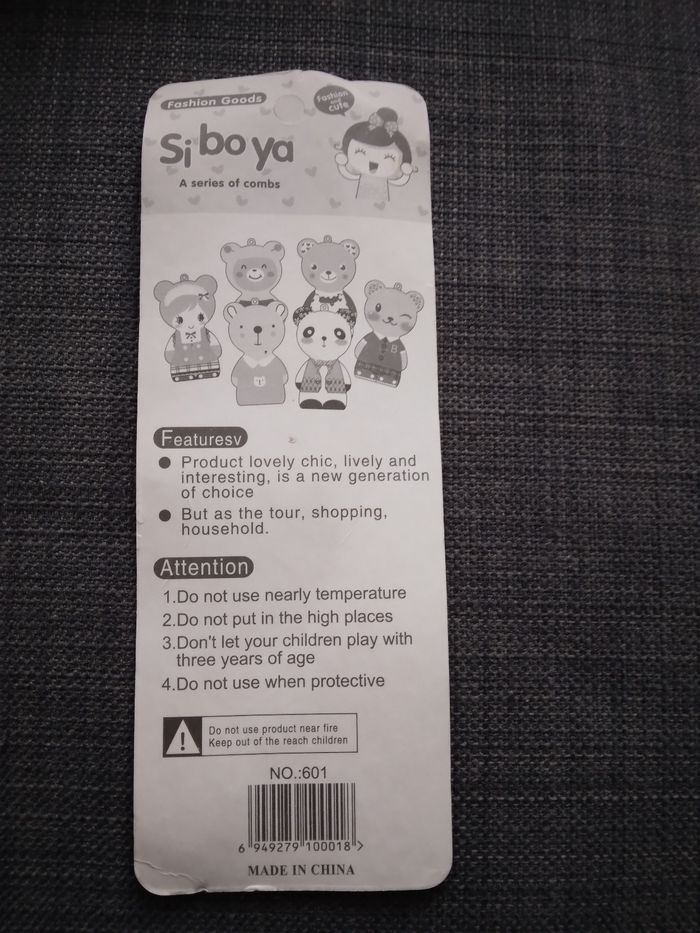 Fashion Goods
Fashion
and
cute
Si bo ya
A series of combs
Featuresv
● Product lovely chic, lively and
interesting, is a new generation
of choice
● But as the tour, shopping,
household.
Attention
1.Do not use nearly temperature
2.Do not put in the high places
3.Don't let your children play with
three years of age
4.Do not use when protective
Do not use product near fire
Keep out of the reach children
NO.:601
6 949279 100018 >
MADE IN CHINA